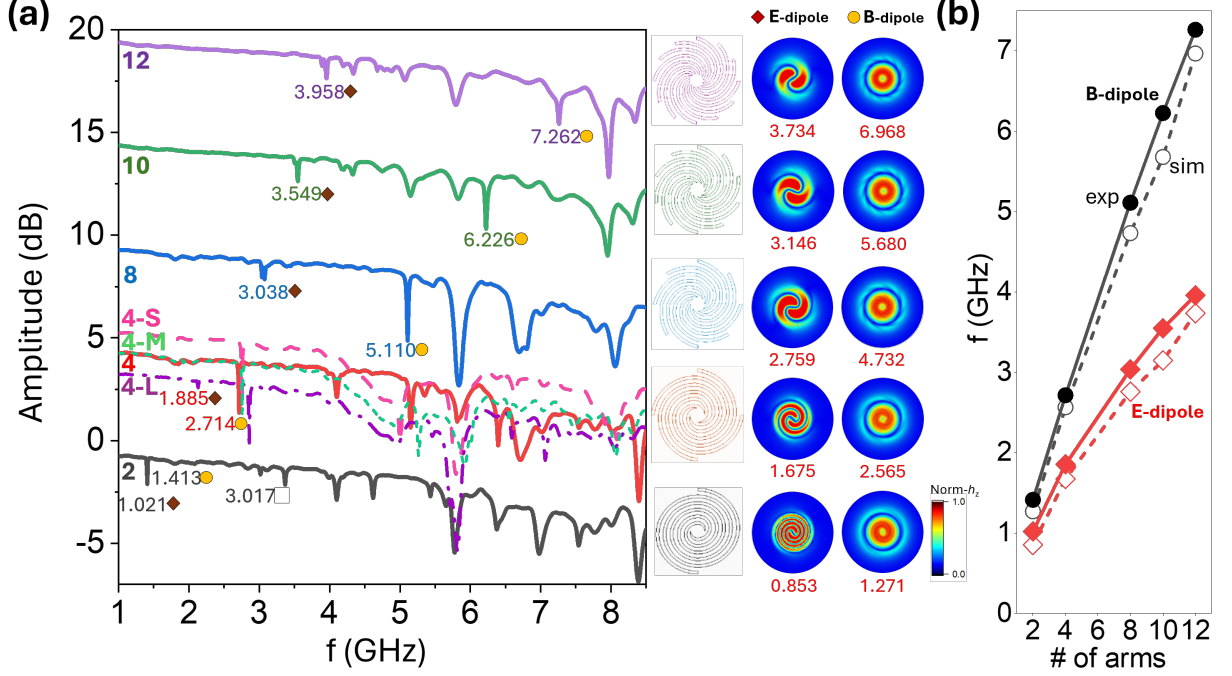 (a)
Amplitude (dB)
20
15
10
5
0
-5
12
3.958
7.262
10
3.549
6.226
8
3.038
5.110
4-S
4-M
4
4-L
1.885
2.714
2
1.413
1.021
3.017
1 2 3 4 5 6 7 8
f (GHz)
E-dipole B-dipole
3.734 6.968
3.146 5.680
2.759 4.732
1.675 2.565
0.853 1.271
Norm-hz
1.0
0.0
(b)
f (GHz)
7
6
5
4
3
2
1
0
B-dipole
sim
exp
E-dipole
2 4 6 8 10 12
# of arms